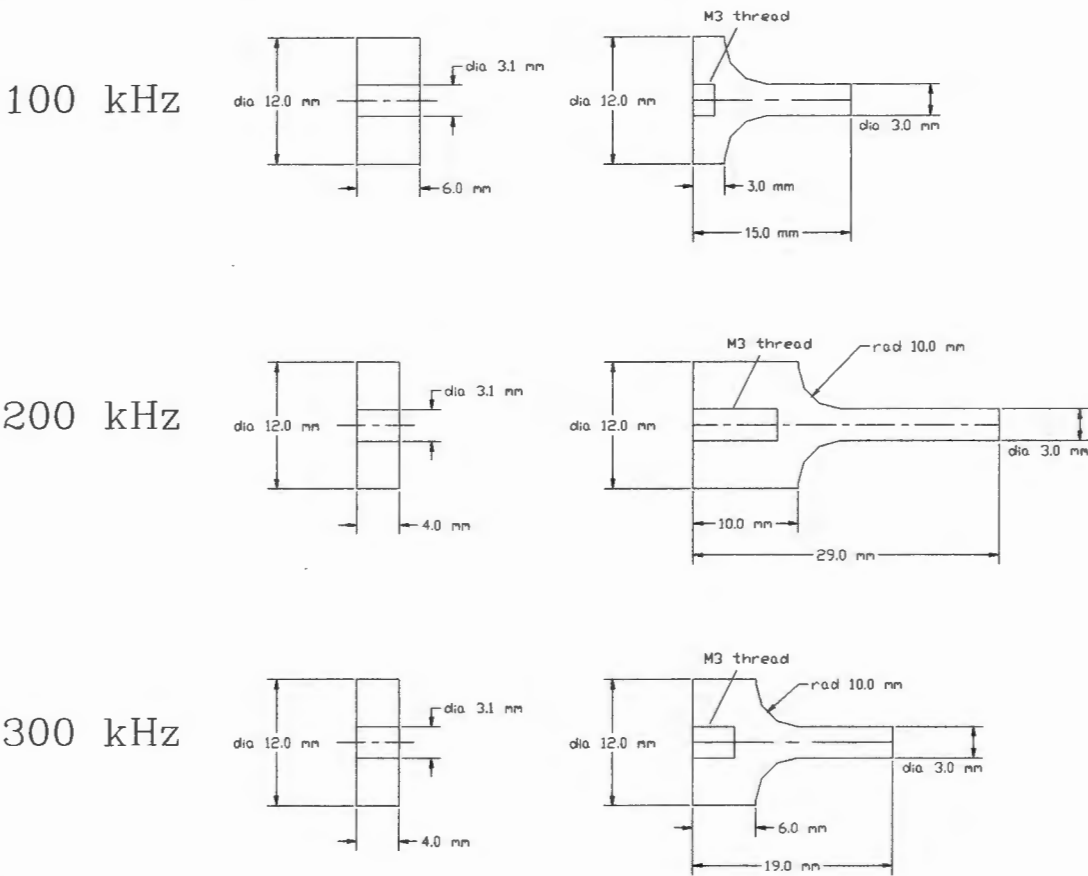 M3 thread
dia 3.1 mm
100 kHz
dia 12.0 mm
dia 12.0 mm
dia 3.0 mm
6.0 mm
3.0 mm
15.0 mm
M3 thread
rad 10.0 mm
dia 3.1 mm
200 kHz
dia 12.0 mm
dia 12.0 mm
dia 3.0 mm
4.0 mm
10.0 mm
29.0 mm
M3 thread
rad 10.0 mm
dia 3.1 mm
300 kHz
dia 12.0 mm
dia 12.0 mm
dia 3.0 mm
4.0 mm
6.0 mm
19.0 mm